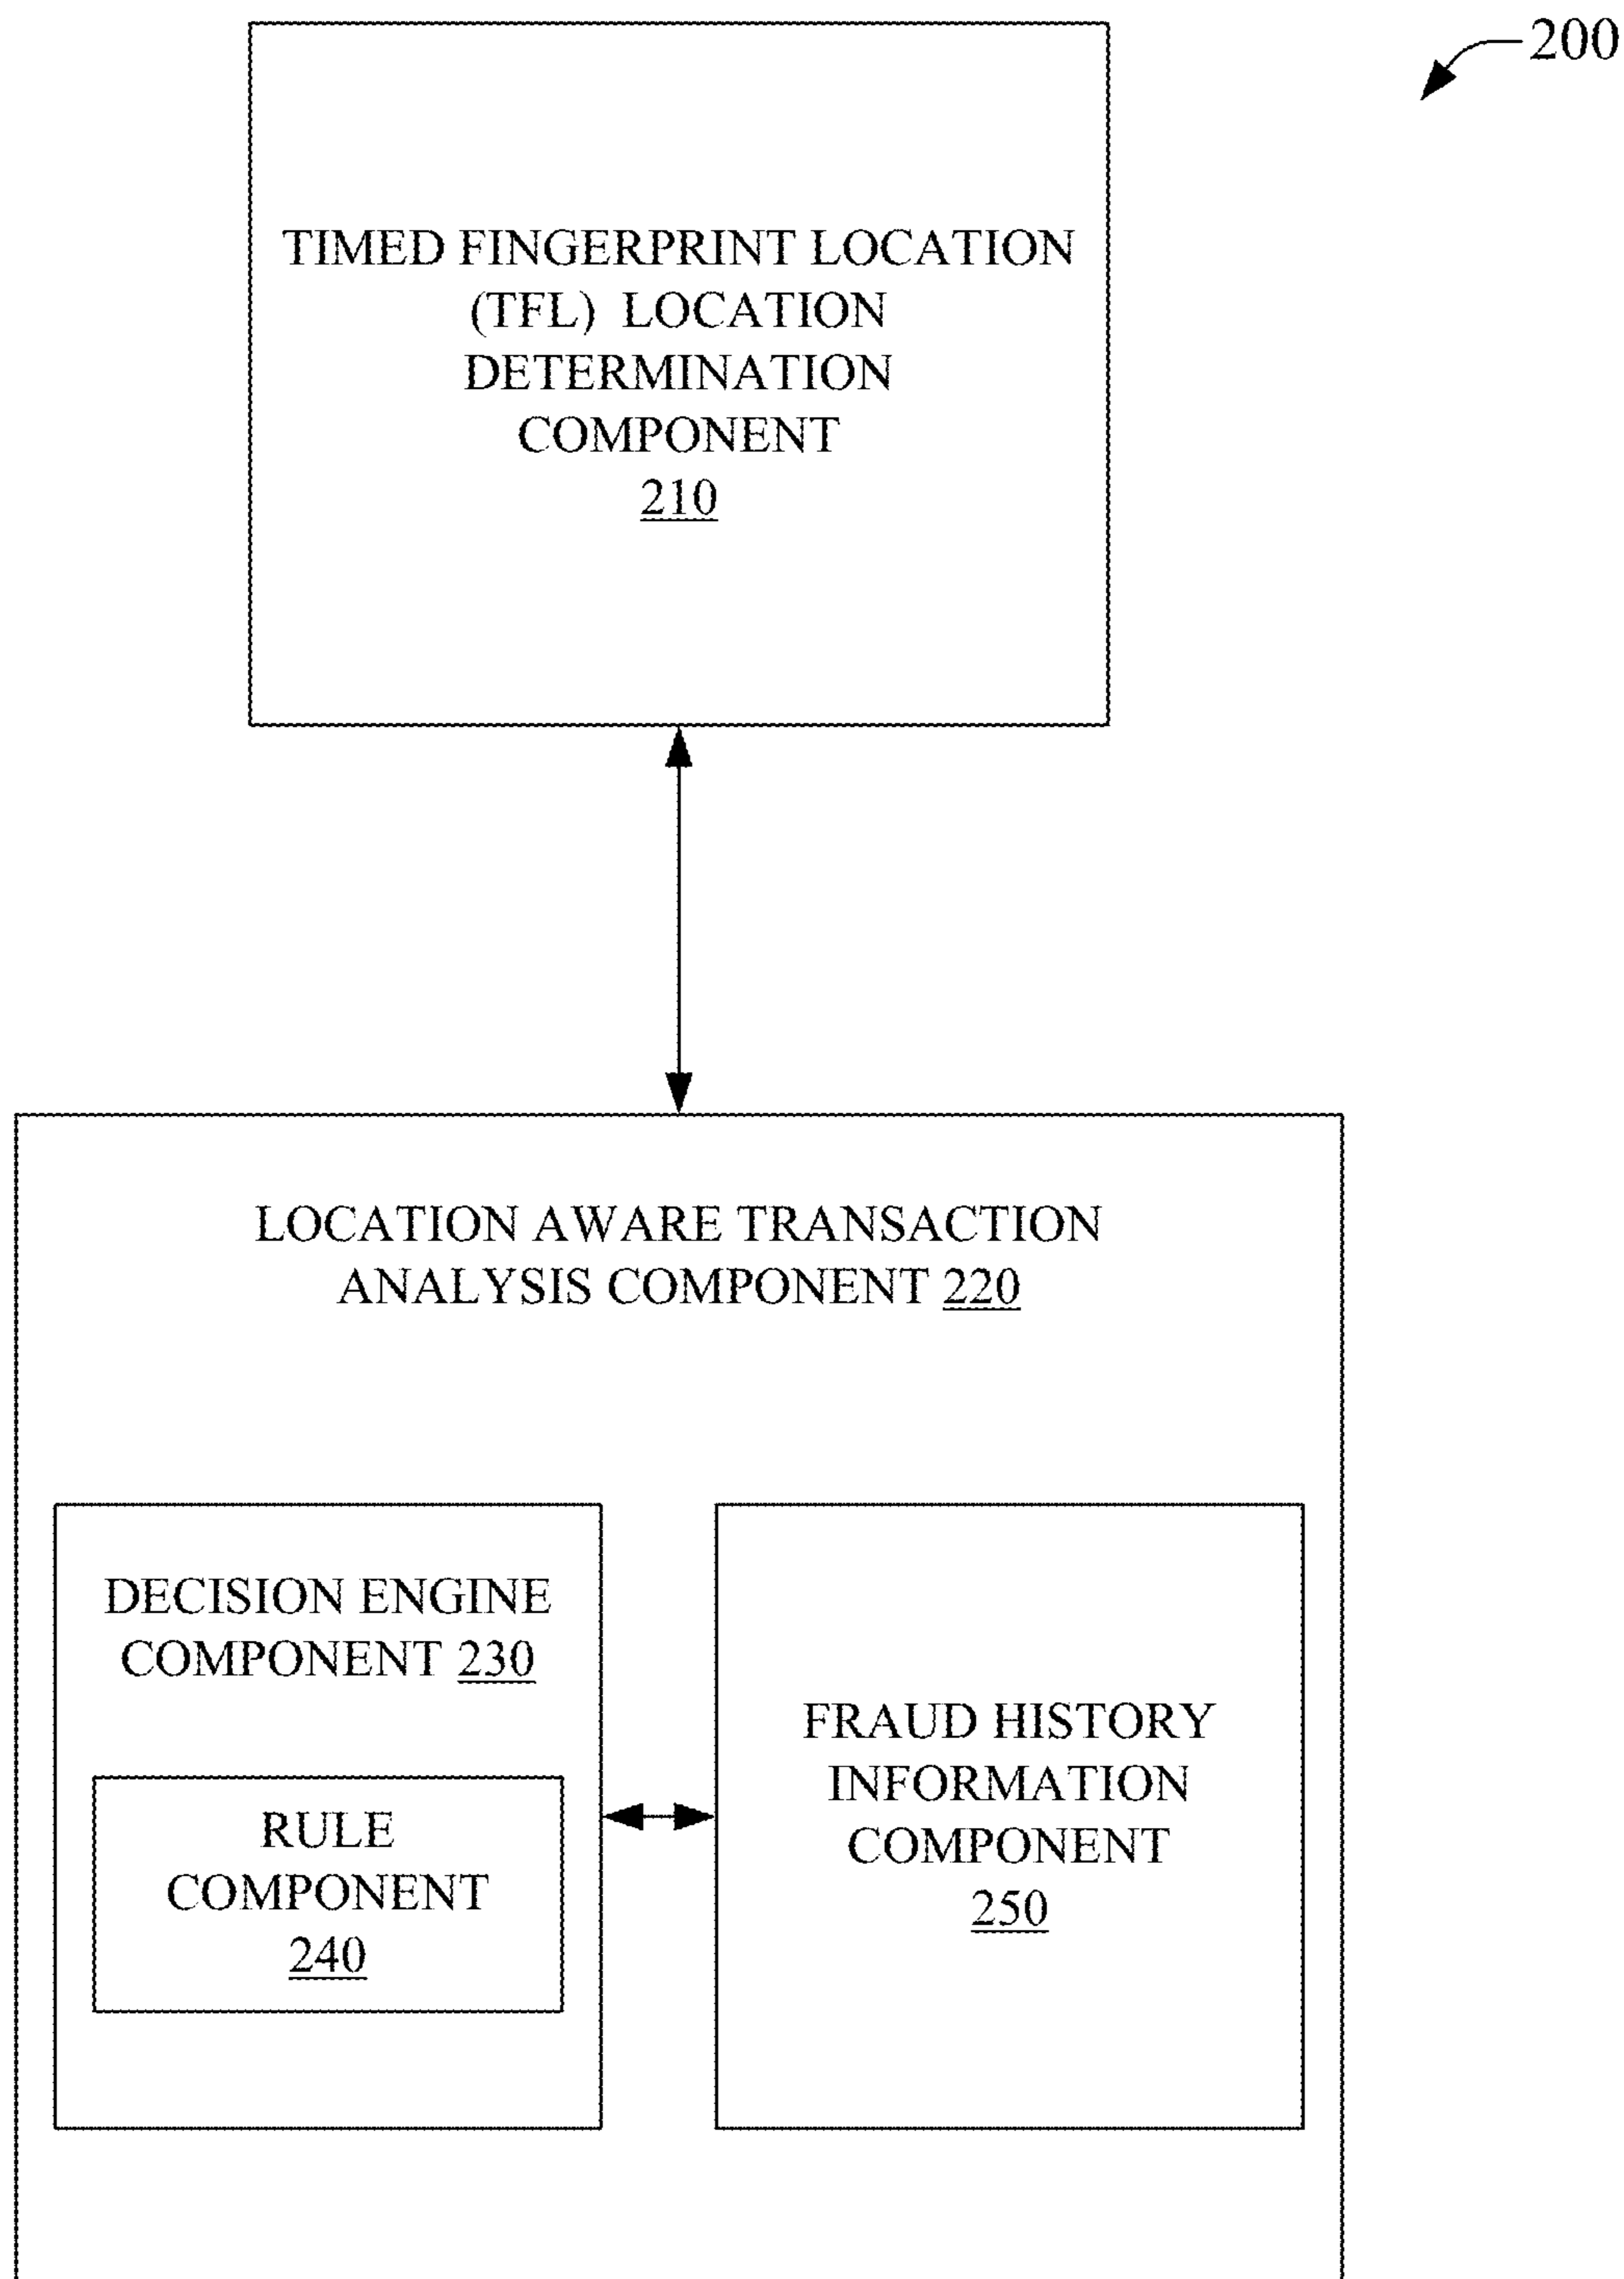 200
TIMED FINGERPRINT LOCATION
(TFL) LOCATION
DETERMINATION
COMPONENT
210
LOCATION AWARE TRANSACTION
ANALYSIS COMPONENT 220
DECISION ENGINE
COMPONENT 230
RULE
COMPONENT
240
FRAUD HISTORY
INFORMATION
COMPONENT
250